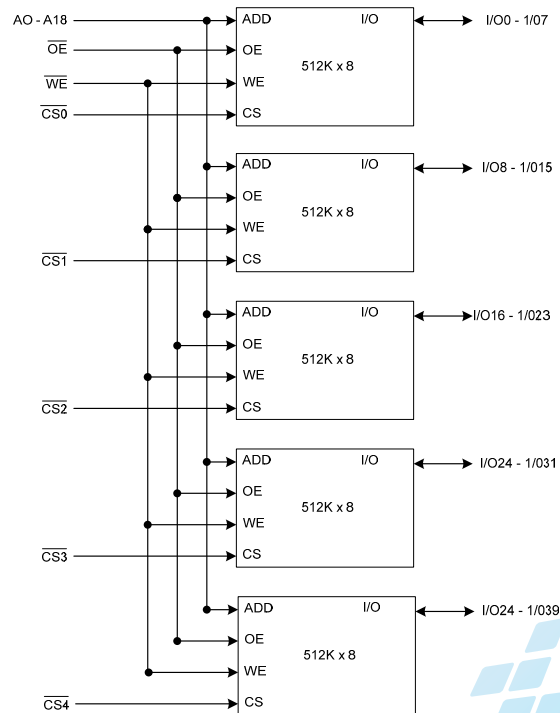 AO - A18
ADD I/O
I/O0 - 1/07
OE
OE
WE
WE
512K x 8
CS0
CS
ADD I/O
I/O8 - 1/015
OE
WE
512K x 8
CS1
CS
ADD I/O
I/O16 - 1/023
OE
512K x 8
WE
CS2
CS
ADD I/O
I/O24 - 1/031
OE
512K x 8
WE
CS3
CS
ADD I/O
I/O24 - 1/039
OE
512K x 8
WE
CS4
CS